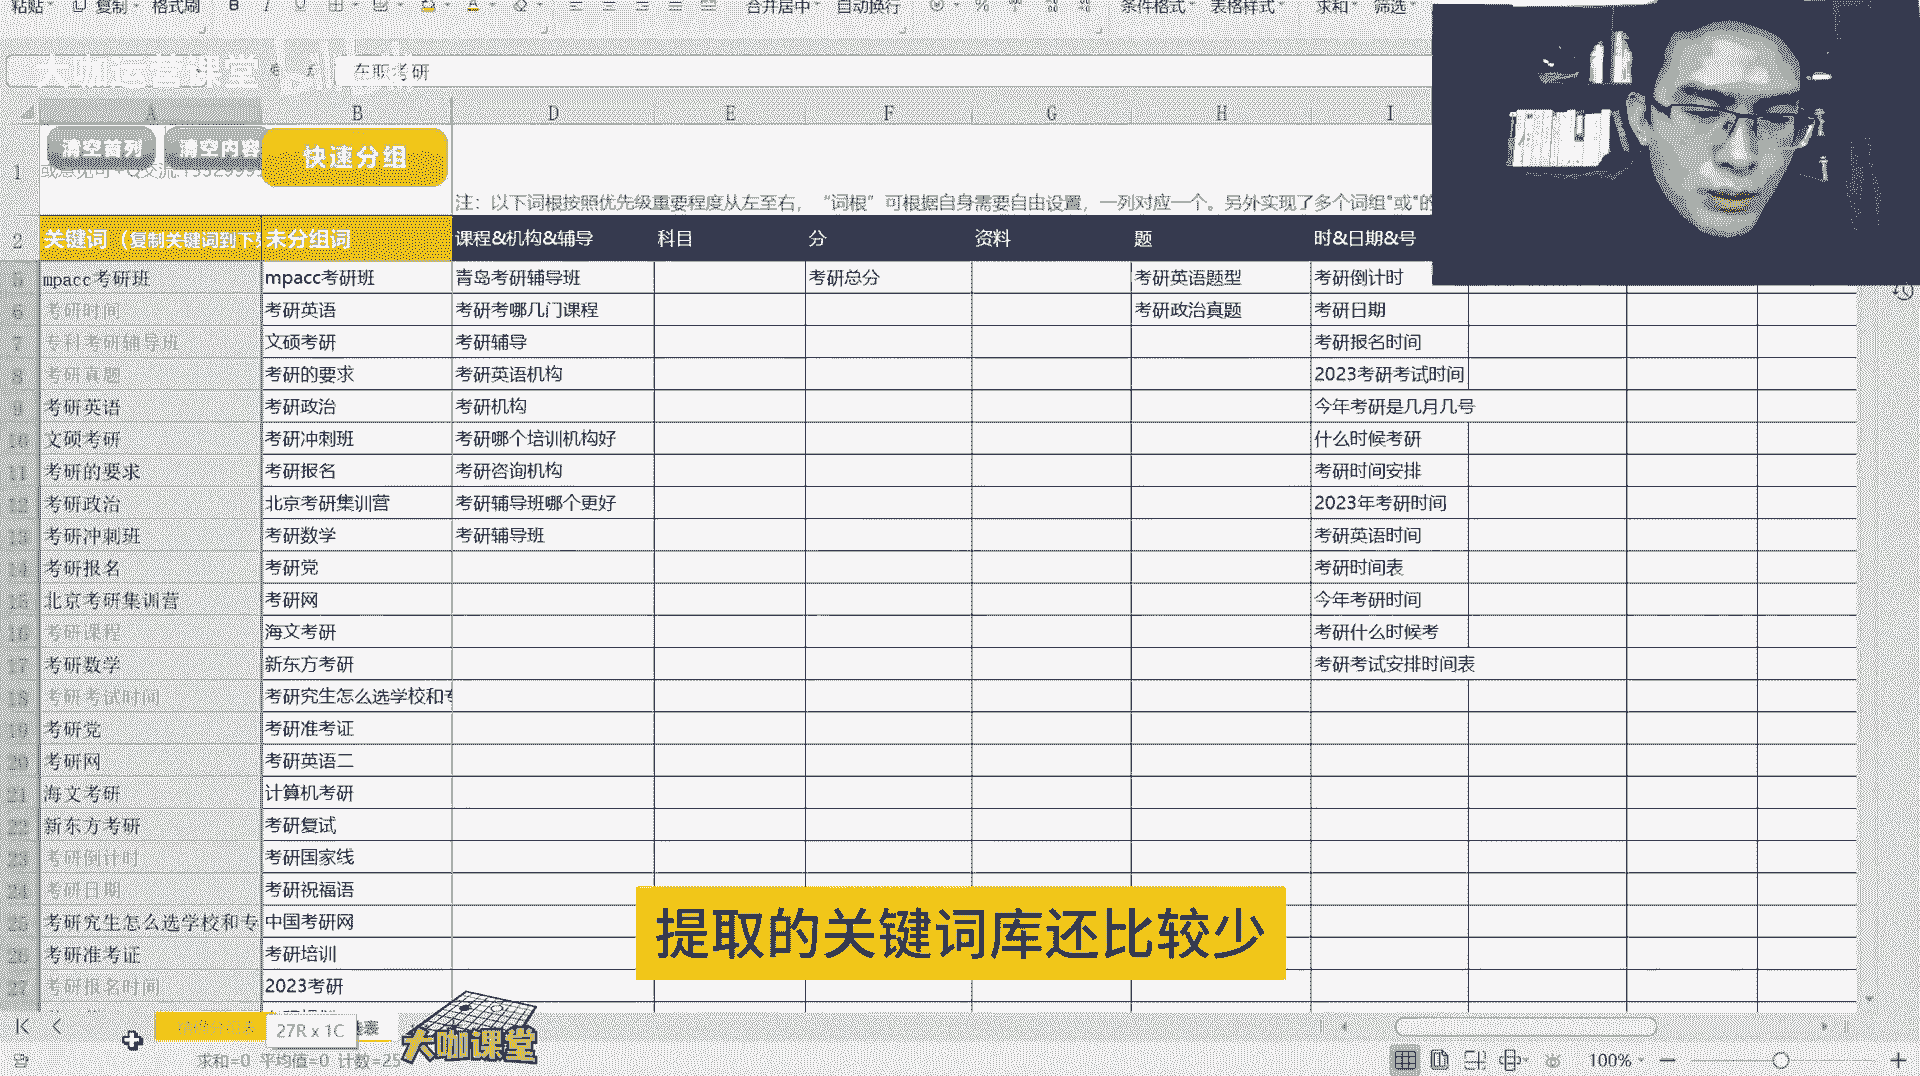 粘贴 复制 格式刷 B I U 合并居中 自动换行 % 条件格式 表格样式 求和 筛选
大咖运营课堂 在职考研
A B D E F G H I
清空首列 清空内容 快速分组
1
注：以下词根按照优先级重要程度从左至右，“词根”可根据自身需要自由设置，一列对应一个。另外实现了多个词组"或"的
2 关键词（复制关键词到下 未分组词 课程&机构&辅导 科目 分 资料 题 时&日期&号
5 mpacc考研班 mpacc考研班 青岛考研辅导班 考研总分 考研英语题型 考研倒计时
6 考研时间 考研英语 考研考哪几门课程 考研政治真题 考研日期
7 专科考研辅导班 文硕考研 考研辅导 考研报名时间
8 考研真题 考研的要求 考研英语机构 2023考研考试时间
9 考研英语 考研政治 考研机构 今年考研是几月几号
10 文硕考研 考研冲刺班 考研哪个培训机构好 什么时候考研
11 考研的要求 考研报名 考研咨询机构 考研时间安排
12 考研政治 北京考研集训营 考研辅导班哪个更好 2023年考研时间
13 考研冲刺班 考研数学 考研辅导班 考研英语时间
14 考研报名 考研党 考研时间表
15 北京考研集训营 考研网 今年考研时间
16 考研课程 海文考研 考研什么时候考
17 考研数学 新东方考研 考研考试安排时间表
18 考研考试时间 考研究生怎么选学校和专
19 考研党 考研准考证
20 考研网 考研英语二
21 海文考研 计算机考研
22 新东方考研 考研复试
23 考研倒计时 考研国家线
24 考研日期 考研祝福语
25 考研究生怎么选学校和专 中国考研网
26 考研准考证 考研培训
27 考研报名时间 2023考研
提取的关键词库还比较少
27R x 1C
大咖课堂
求和=0 平均值=0 计数=25
100%